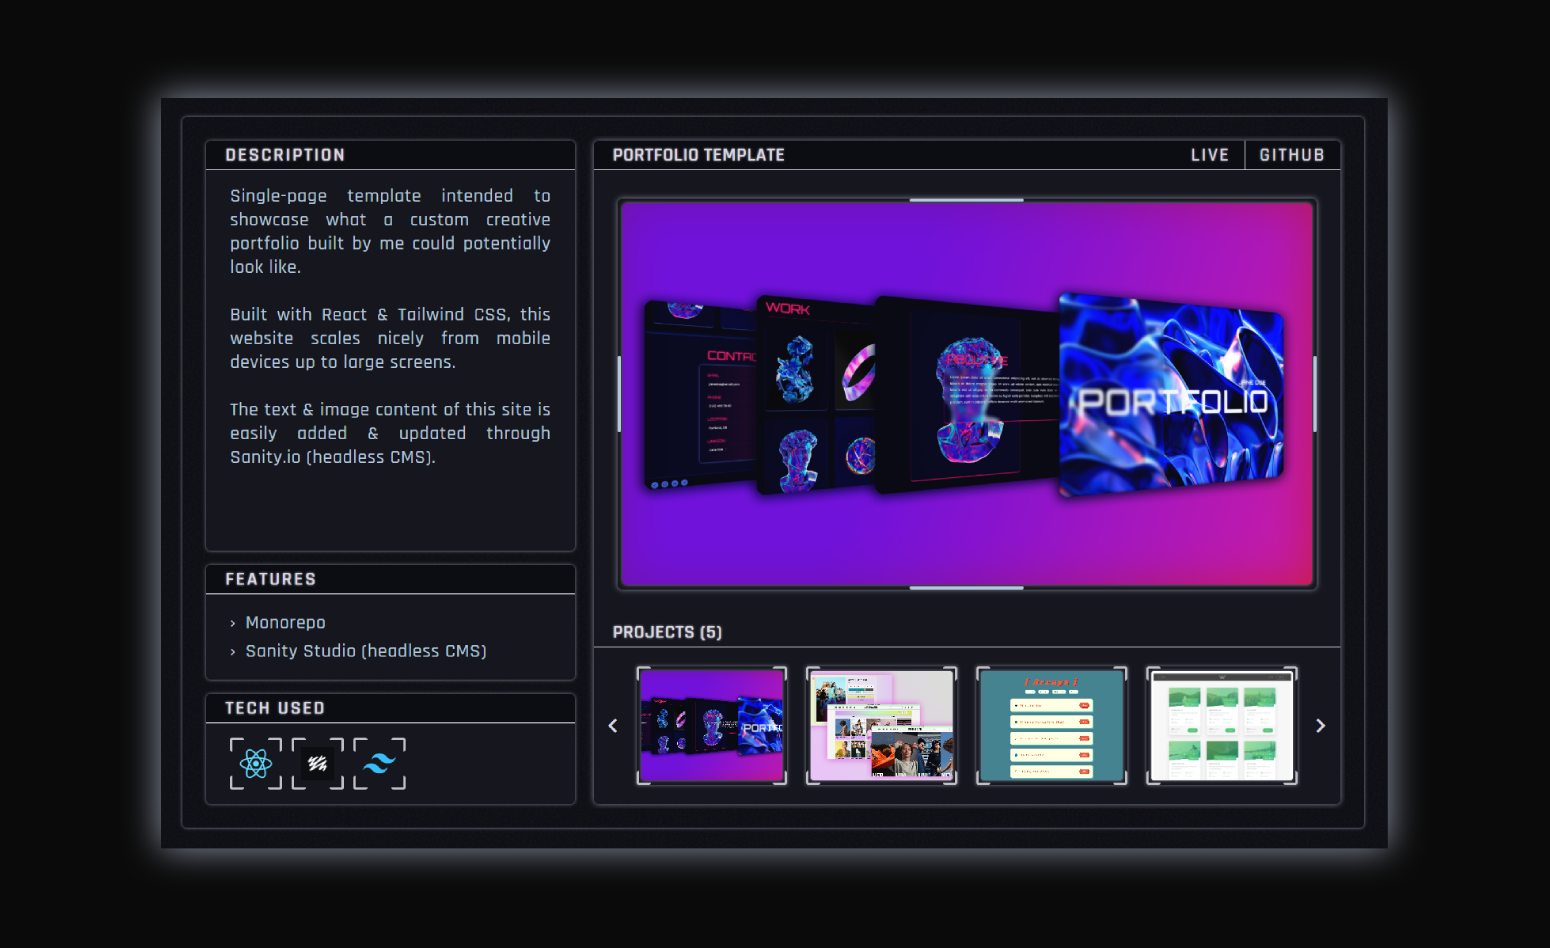 DESCRIPTION
Single-page template intended to
showcase what a custom creative
portfolio built by me could potentially
look like.
Built with React & Tailwind CSS, this
website scales nicely from mobile
devices up to large screens.
The text & image content of this site is
easily added & updated through
Sanity.io (headless CMS).
FEATURES
› Monorepo
› Sanity Studio (headless CMS)
TECH USED
PORTFOLIO TEMPLATE
LIVE
GITHUB
WORK
PORTFOLIO
PROJECTS (5)